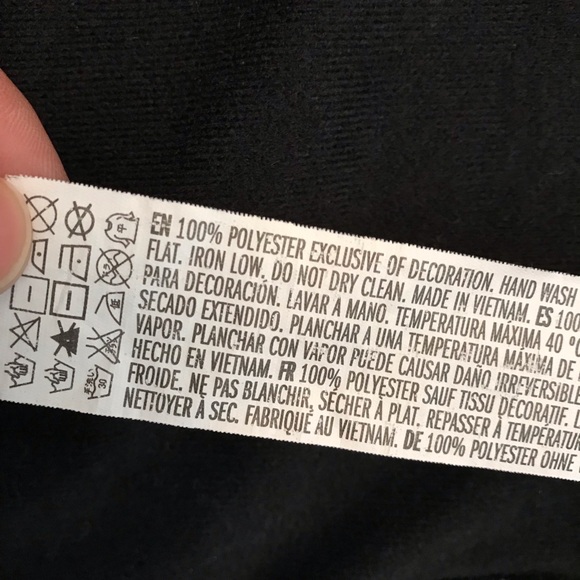 EN 100% POLYESTER EXCLUSIVE OF DECORATION. HAND WASH
FLAT. IRON LOW. DO NOT DRY CLEAN. MADE IN VIETNAM. ES 100
PARA DECORACIÓN. LAVAR A MANO. TEMPERATURA MÁXIMA 40 º
SECADO EXTENDIDO. PLANCHAR A UNA TEMPERATURA MÁXIMA DE
VAPOR. PLANCHAR CON VAPOR PUEDE CAUSAR DAÑO IRREVERSIBLE
HECHO EN VIETNAM. FR 100% POLYESTER SAUF TISSU DÉCORATIF.
FROIDE. NE PAS BLANCHIR. SÉCHER À PLAT. REPASSER À TEMPÉRATU
NETTOYER À SEC. FABRIQUÉ AU VIETNAM. DE 100% POLYESTER OHNE